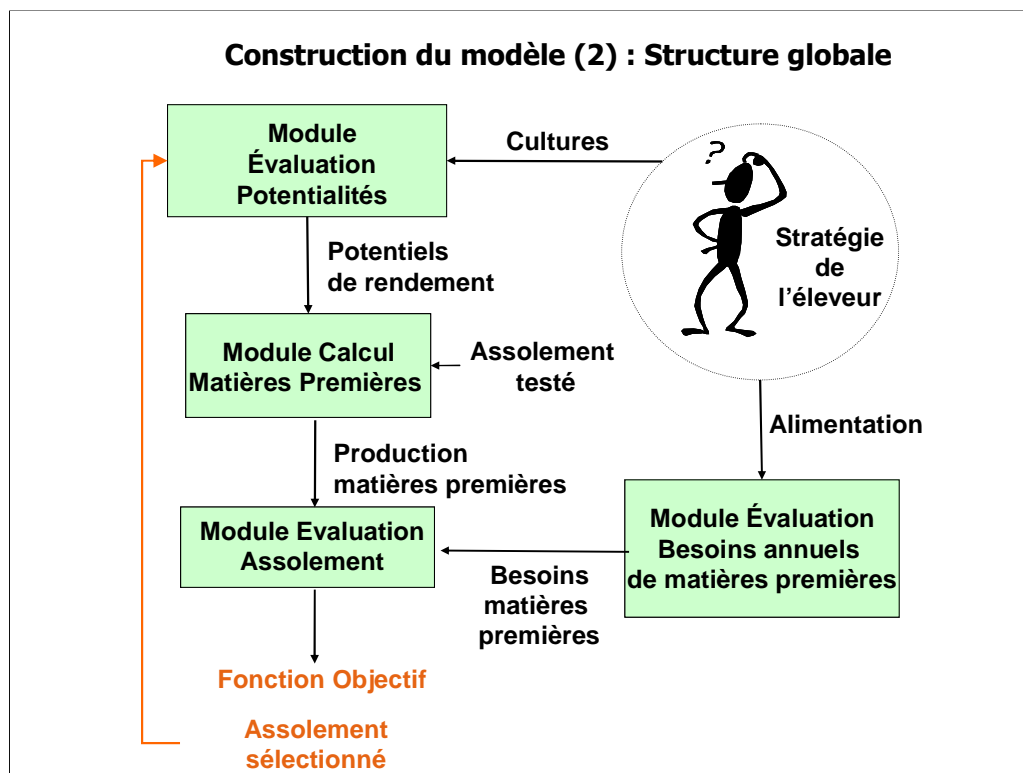 Construction du modèle (2) : Structure globale
Module
Évaluation
Potentialités
Cultures
?
Stratégie
de
l’éleveur
Potentiels
de rendement
Module Calcul
Matières Premières
Assolement
testé
Alimentation
Production
matières premières
Module Evaluation
Assolement
Module Évaluation
Besoins annuels
de matières premières
Besoins
matières
premières
Fonction Objectif
Assolement
sélectionné